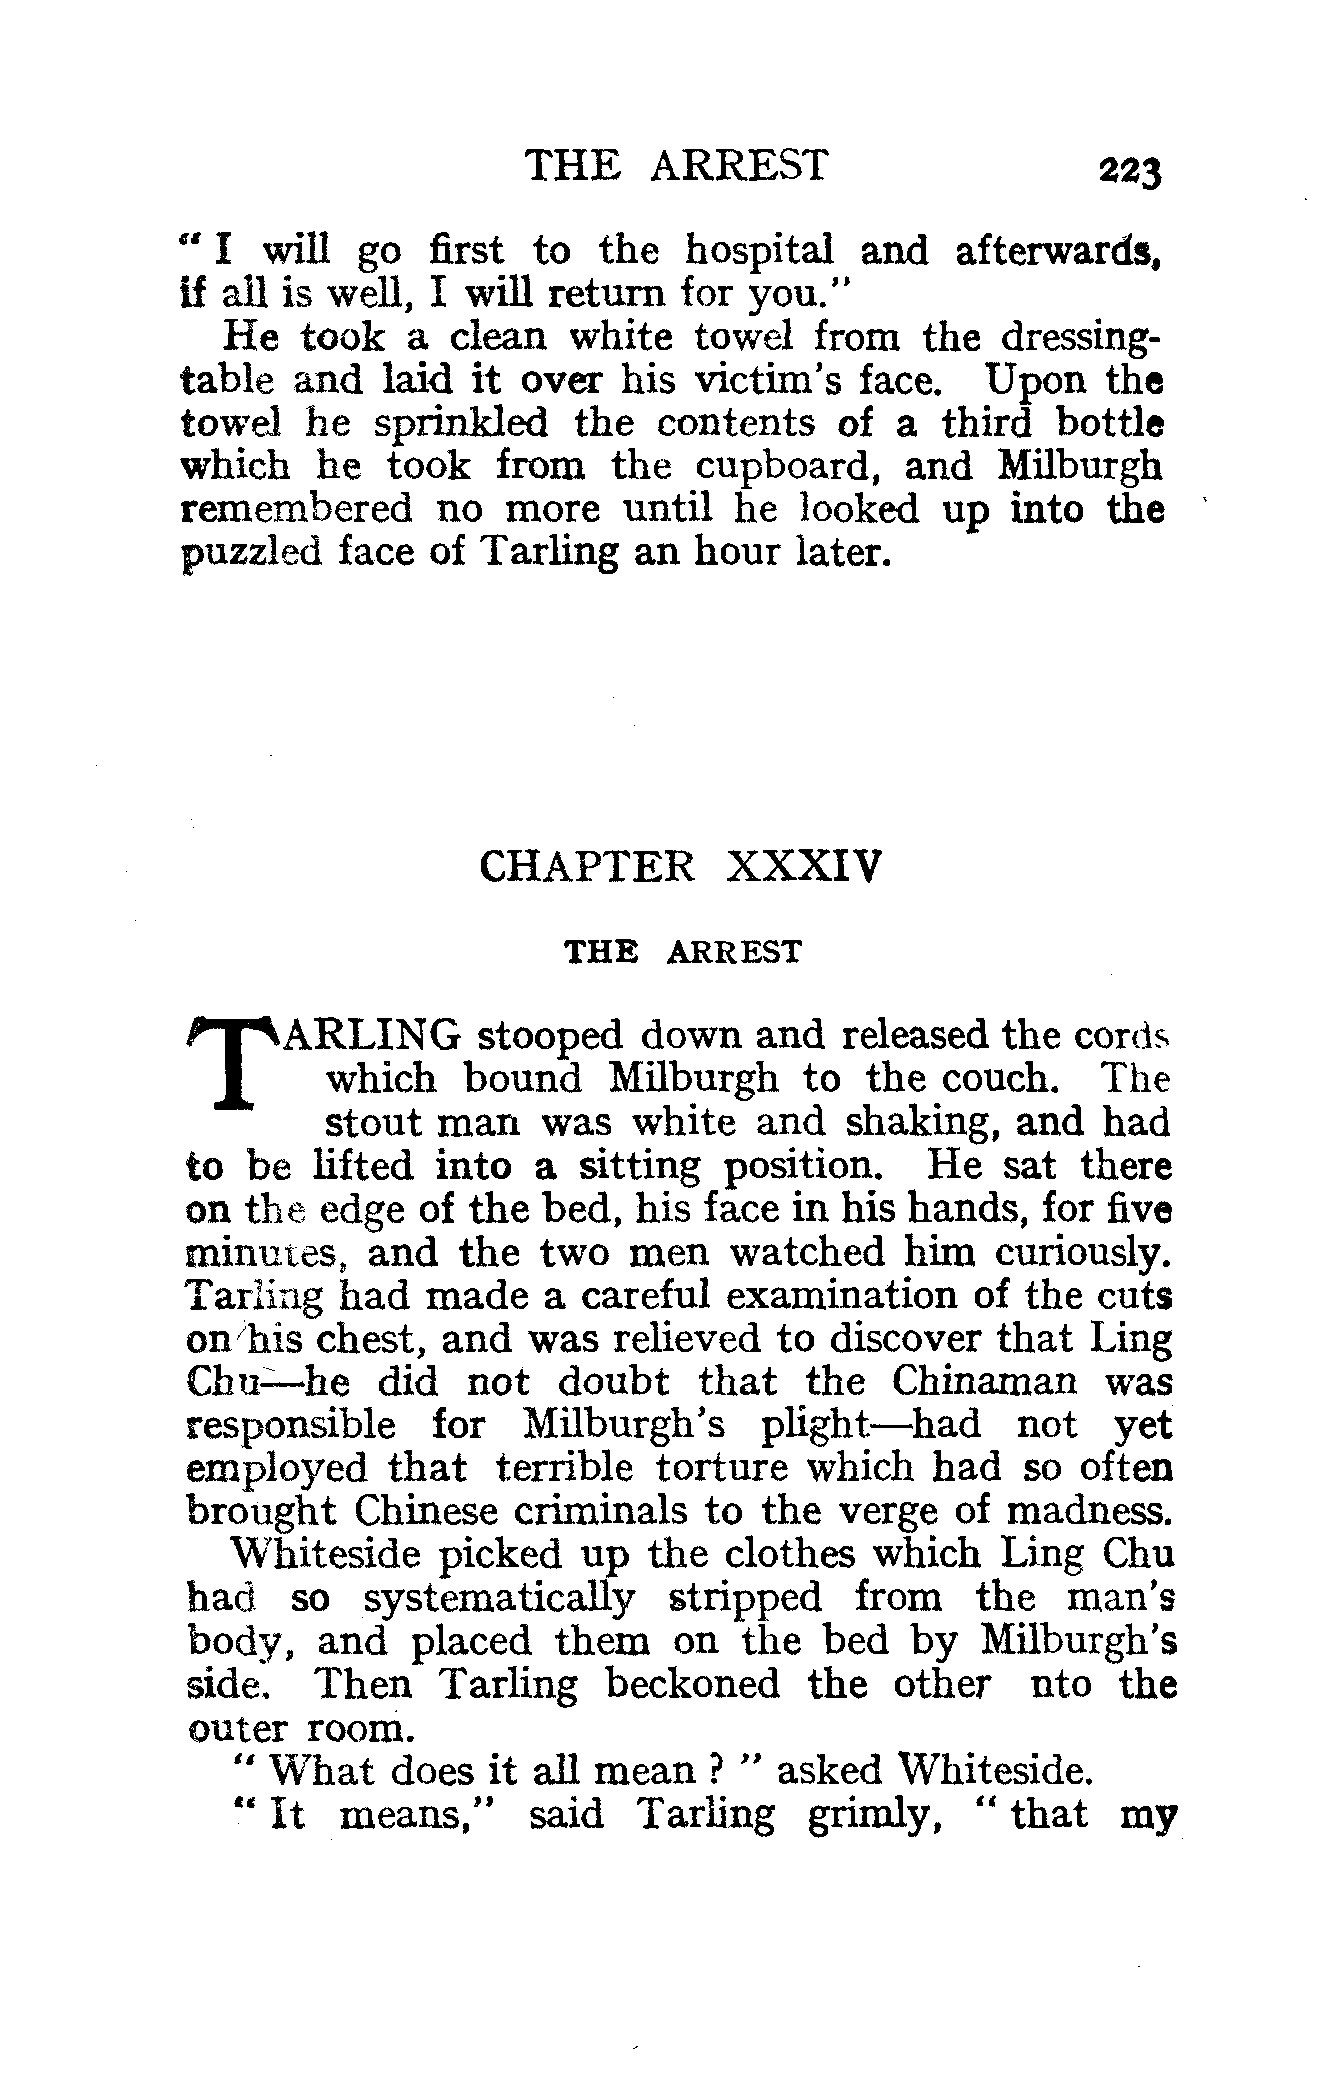 THE ARREST 223
“ I will go first to the hospital and afterwards,
if all is well, I will return for you.”
He took a clean white towel from the dressing-
table and laid it over his victim's face. Upon the
towel he sprinkled the contents of a third bottle
which he took from the cupboard, and Milburgh
remembered no more until he looked up into the
puzzled face of Tarling an hour later.
CHAPTER XXXIV
THE ARREST
TARLING stooped down and released the cords
which bound Milburgh to the couch. The
stout man was white and shaking, and had
to be lifted into a sitting position. He sat there
on the edge of the bed, his face in his hands, for five
minutes, and the two men watched him curiously.
Tarling had made a careful examination of the cuts
on his chest, and was relieved to discover that Ling
Chu—he did not doubt that the Chinaman was
responsible for Milburgh's plight—had not yet
employed that terrible torture which had so often
brought Chinese criminals to the verge of madness.
Whiteside picked up the clothes which Ling Chu
had so systematically stripped from the man's
body, and placed them on the bed by Milburgh's
side. Then Tarling beckoned the other nto the
outer room.
“ What does it all mean ? ” asked Whiteside.
“ It means,” said Tarling grimly, “ that my